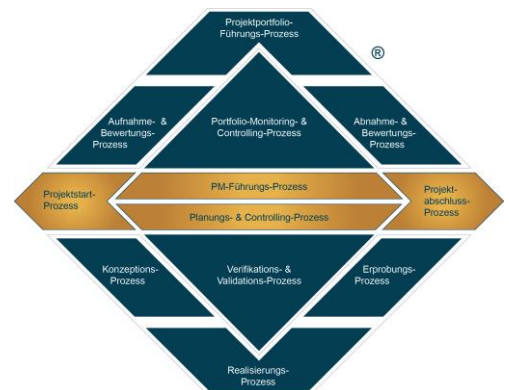 Projektportfolio-
Führungs-Prozess
®
Aufnahme- &
Bewertungs-
Prozess
Portfolio-Monitoring- &
Controlling-Prozess
Abnahme- &
Bewertungs-
Prozess
Projektstart-
Prozess
PM-Führungs-Prozess
Planungs- & Controlling-Prozess
Projekt-
abschluss-
Prozess
Konzeptions-
Prozess
Verifikations- &
Validations-Prozess
Erprobungs-
Prozess
Realisierungs-
Prozess